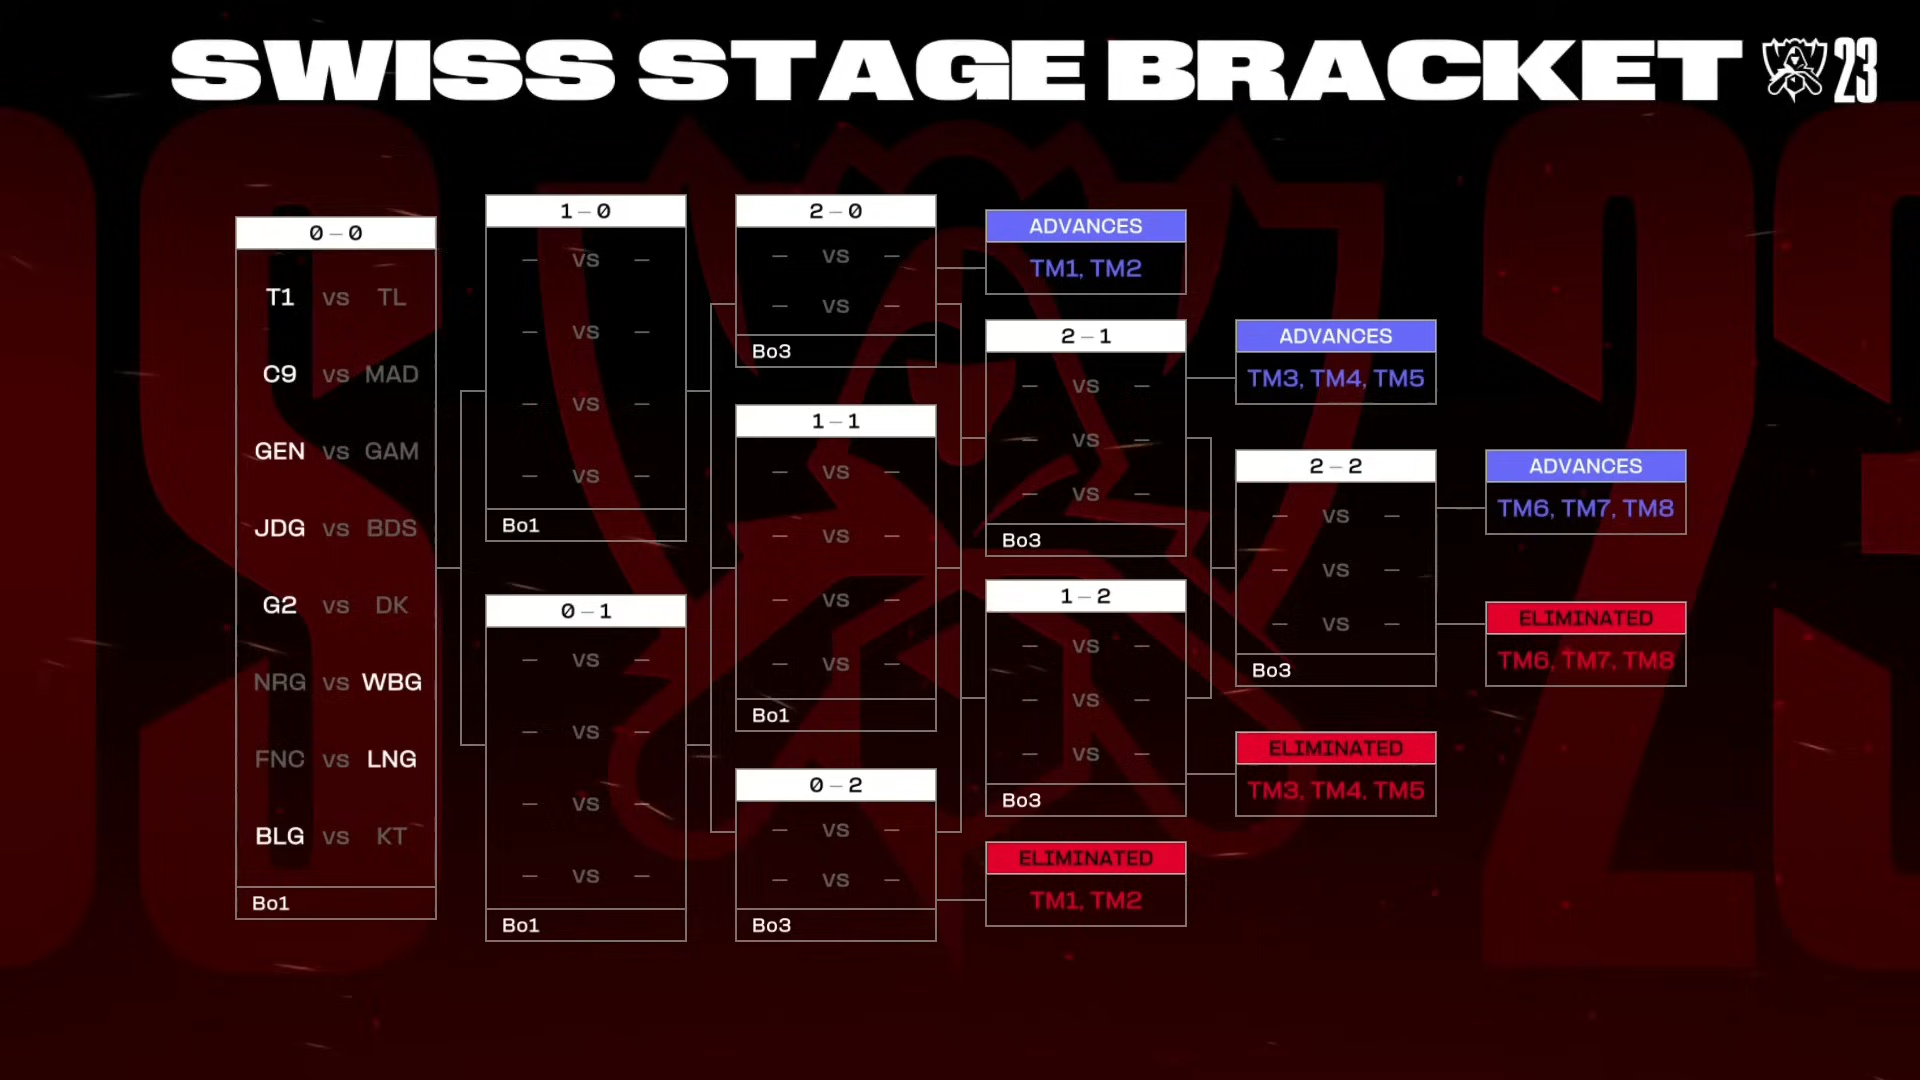 SWISS STAGE BRACKET 23
0 – 0
T1 vs TL
C9 vs MAD
GEN vs GAM
JDG vs BDS
G2 vs DK
NRG vs WBG
FNC vs LNG
BLG vs KT
Bo1
1 – 0
– VS –
– VS –
– VS –
– VS –
Bo1
0 – 1
– VS –
– VS –
– VS –
– VS –
Bo1
2 – 0
– VS –
– VS –
Bo3
1 – 1
– VS –
– VS –
– VS –
– VS –
Bo1
0 – 2
– VS –
– VS –
Bo3
ADVANCES
TM1, TM2
2 – 1
– VS –
– VS –
– VS –
Bo3
1 – 2
– VS –
– VS –
– VS –
Bo3
ELIMINATED
TM1, TM2
ADVANCES
TM3, TM4, TM5
2 – 2
– VS –
– VS –
– VS –
Bo3
ELIMINATED
TM3, TM4, TM5
ADVANCES
TM6, TM7, TM8
ELIMINATED
TM6, TM7, TM8